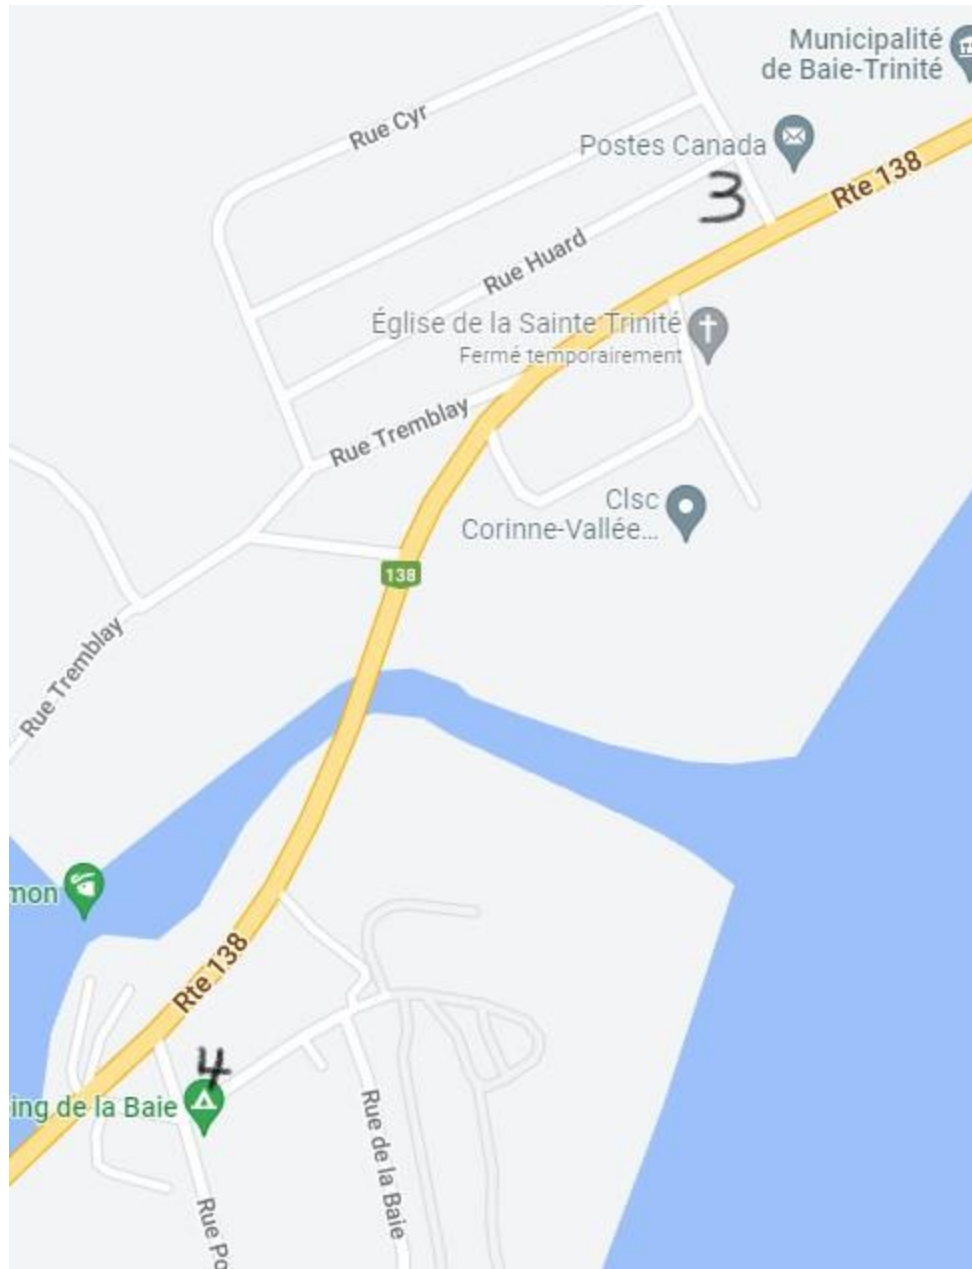 Municipalité
de Baie-Trinité
Rue Cyr
Postes Canada
Rte 138
3
Rue Huard
Église de la Sainte Trinité
Fermé temporairement
Rue Tremblay
Clsc
Corinne-Vallée...
138
Rue Tremblay
mon
Rte 138
4
ing de la Baie
Rue de la Baie
Rue Po